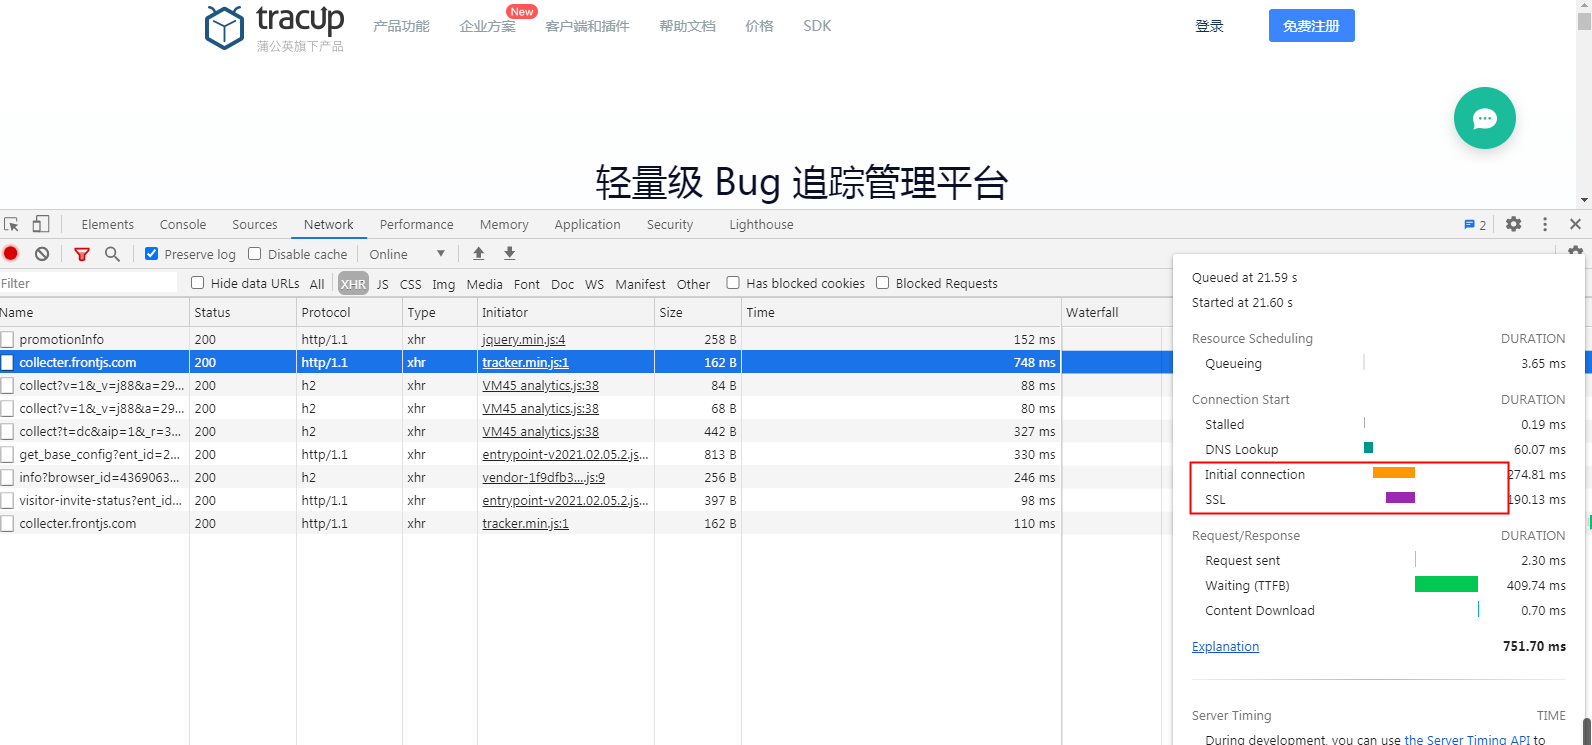 tracup
蒲公英旗下产品
产品功能 企业方案 New 客户端和插件 帮助文档 价格 SDK 登录 免费注册
轻量级 Bug 追踪管理平台
Elements Console Sources Network Performance Memory Application Security Lighthouse 2
Preserve log Disable cache Online
Filter Hide data URLs All XHR JS CSS Img Media Font Doc WS Manifest Other Has blocked cookies Blocked Requests
Name Status Protocol Type Initiator Size Time Waterfall
promotionInfo 200 http/1.1 xhr jquery.min.js:4 258 B 152 ms
collecter.frontjs.com 200 http/1.1 xhr tracker.min.js:1 162 B 748 ms
collect?v=1&_v=j88&a=29... 200 h2 xhr VM45 analytics.js:38 84 B 88 ms
collect?v=1&_v=j88&a=29... 200 h2 xhr VM45 analytics.js:38 68 B 80 ms
collect?t=dc&aip=1&_r=3... 200 h2 xhr VM45 analytics.js:38 442 B 327 ms
get_base_config?ent_id=2... 200 http/1.1 xhr entrypoint-v2021.02.05.2.js... 813 B 330 ms
info?browser_id=4369063... 200 h2 xhr vendor-1f9dfb3....js:9 256 B 246 ms
visitor-invite-status?ent_id... 200 http/1.1 xhr entrypoint-v2021.02.05.2.js... 397 B 98 ms
collecter.frontjs.com 200 http/1.1 xhr tracker.min.js:1 162 B 110 ms
Queued at 21.59 s
Started at 21.60 s
Resource Scheduling DURATION
Queueing 3.65 ms
Connection Start DURATION
Stalled 0.19 ms
DNS Lookup 60.07 ms
Initial connection 274.81 ms
SSL 190.13 ms
Request/Response DURATION
Request sent 2.30 ms
Waiting (TTFB) 409.74 ms
Content Download 0.70 ms
Explanation 751.70 ms
Server Timing TIME
During development, you can use the Server Timing API to